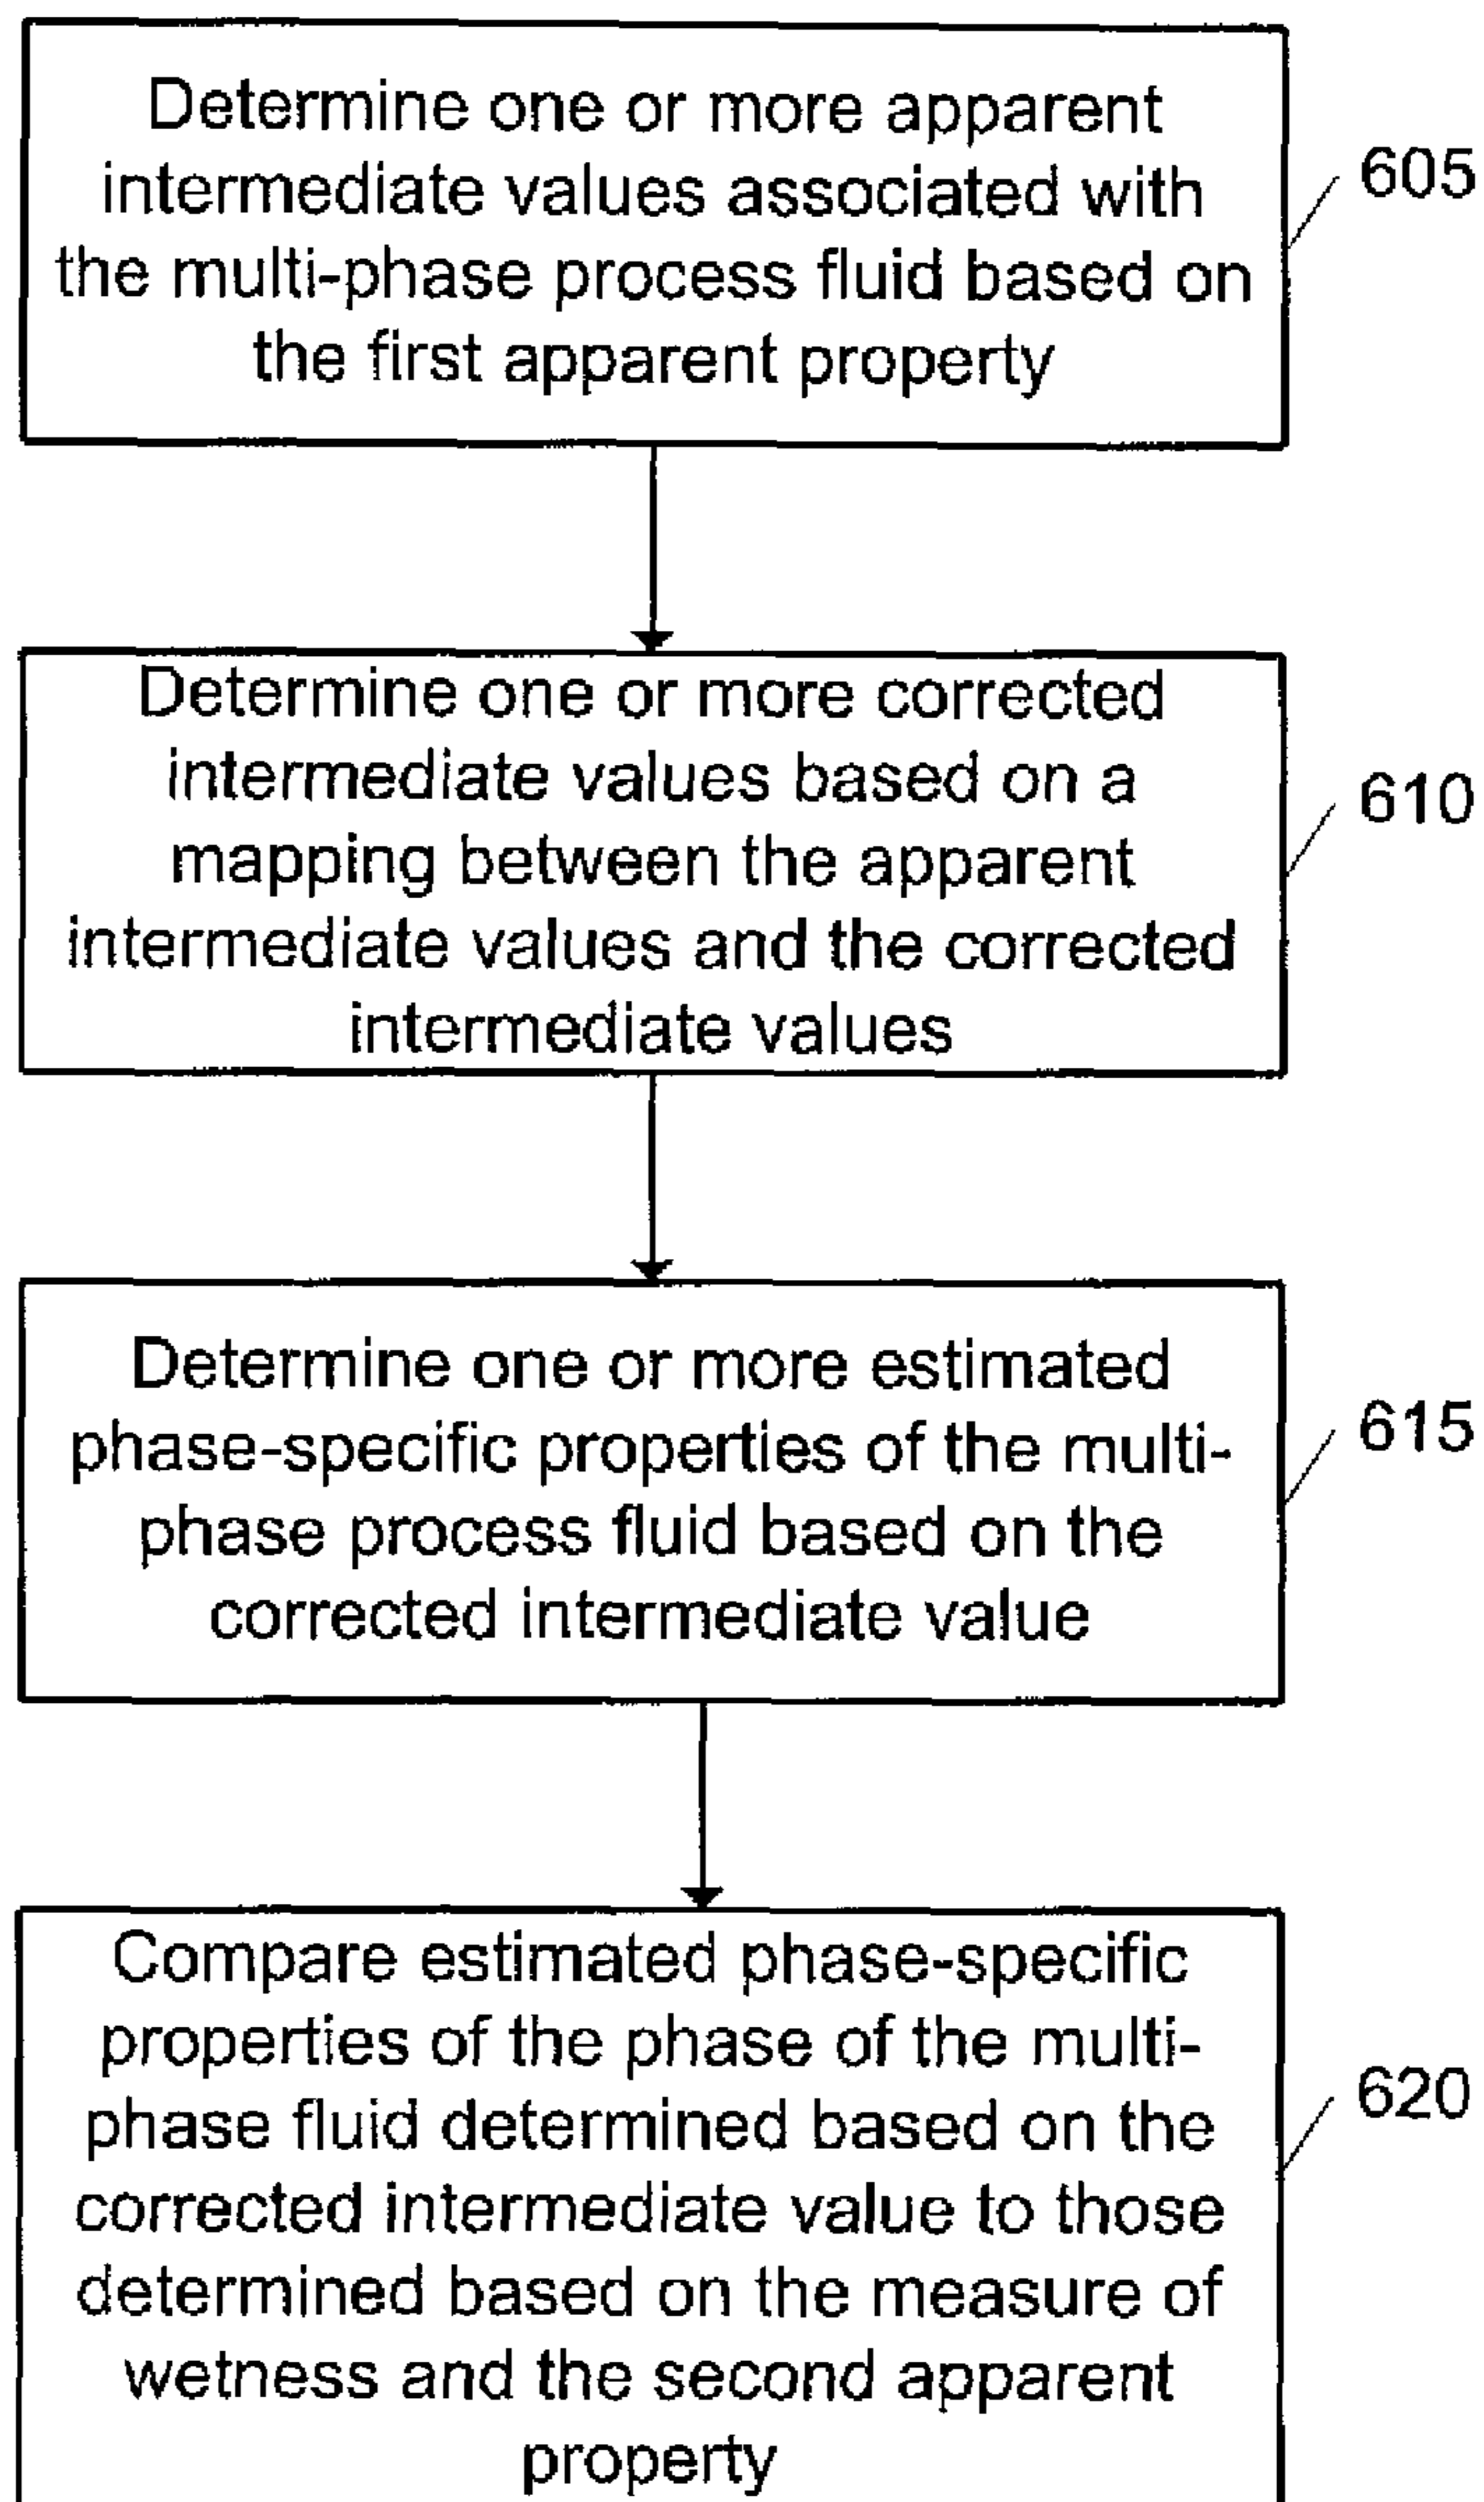 Determine one or more apparent
intermediate values associated with
the multi-phase process fluid based on
the first apparent property
605
Determine one or more corrected
intermediate values based on a
mapping between the apparent
intermediate values and the corrected
intermediate values
610
Determine one or more estimated
phase-specific properties of the multi-
phase process fluid based on the
corrected intermediate value
615
Compare estimated phase-specific
properties of the phase of the multi-
phase fluid determined based on the
corrected intermediate value to those
determined based on the measure of
wetness and the second apparent
property
620